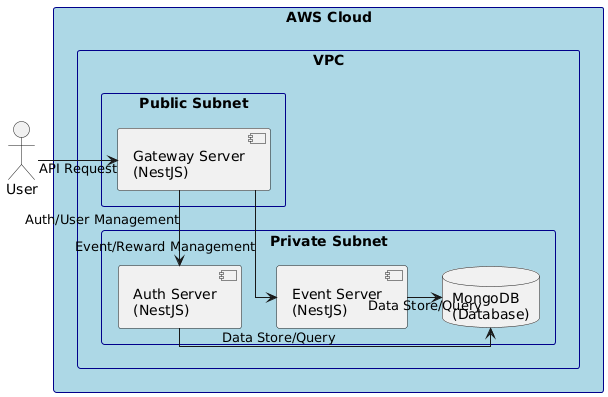 AWS Cloud
VPC
Public Subnet
Gateway Server
(NestJS)
API Request
User
Auth/User Management
Event/Reward Management
Private Subnet
Auth Server
(NestJS)
Event Server
(NestJS)
Data Store/Query
MongoDB
(Database)
Data Store/Query